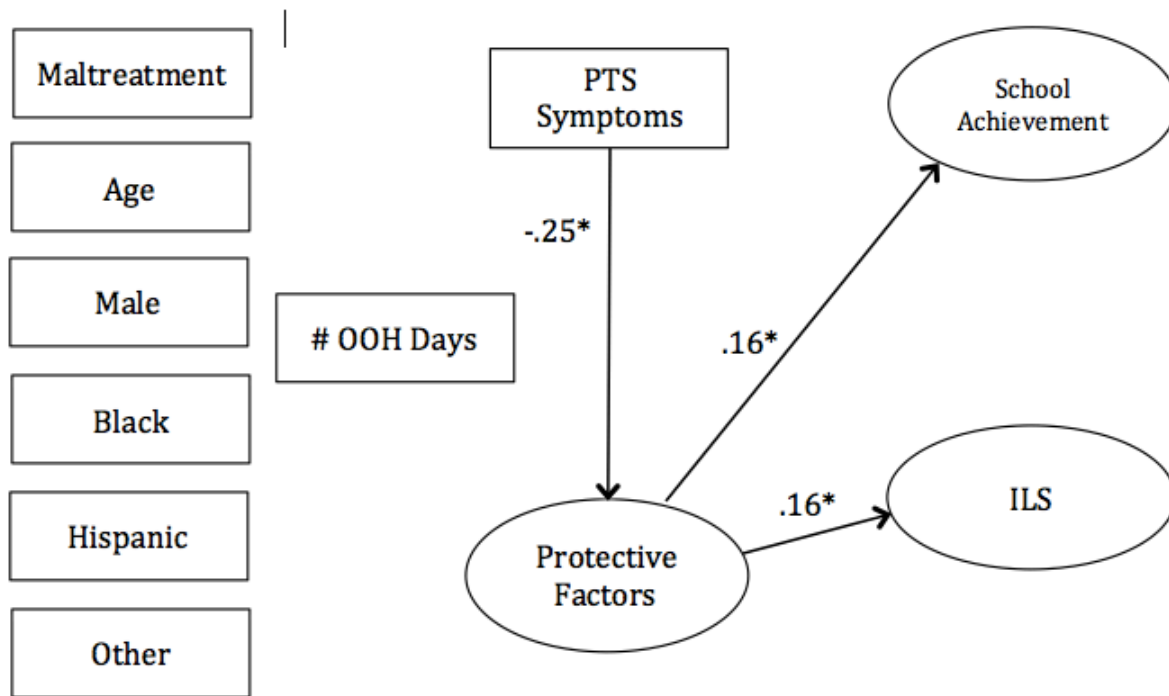 Maltreatment
Age
Male
Black
Hispanic
Other
# OOH Days
PTS
Symptoms
-.25*
Protective
Factors
.16*
.16*
School
Achievement
ILS